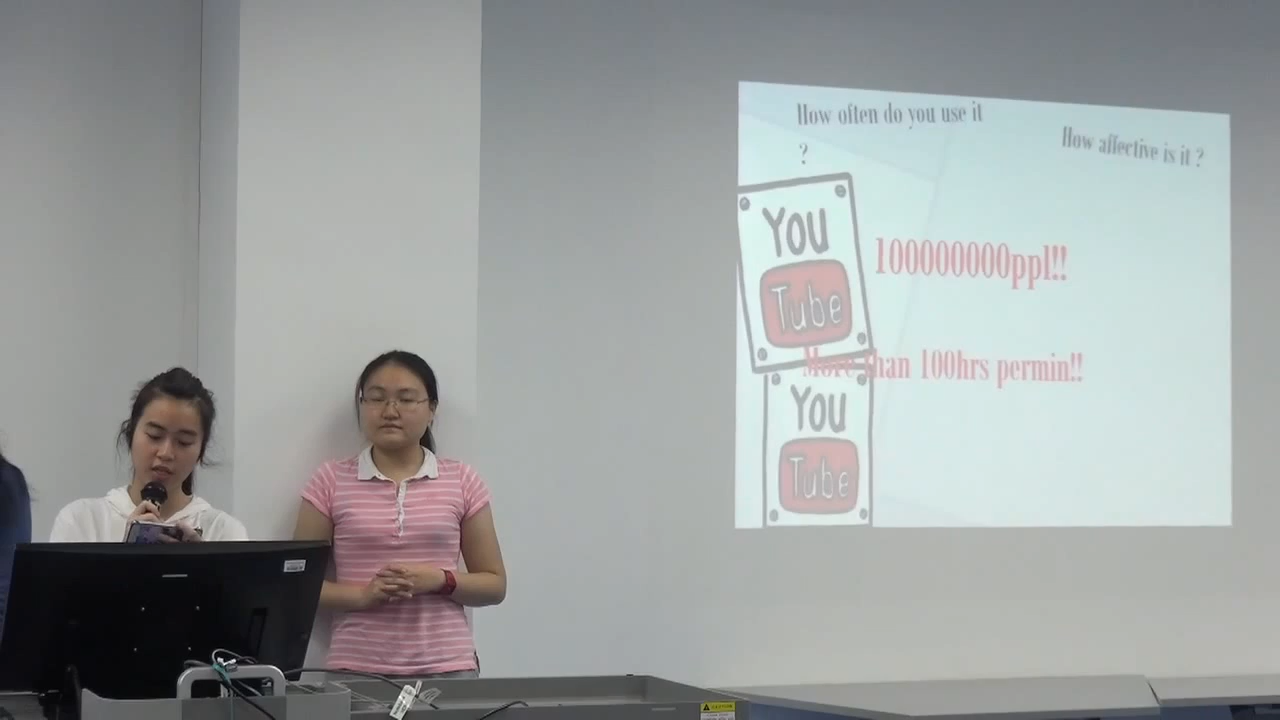 How often do you use it
?
How affective is it ?
You
Tube
100000000ppl!!
More than 100hrs permin!!
You
Tube